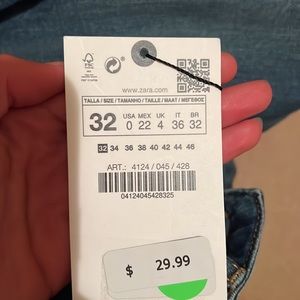 FSC
www.zara.com
TALLA / SIZE / TAMANHO / TAILLE / MAAT / ΜΕΓΕΘΟΣ
32 USA MEX UK IT BR
0 22 4 36 32
32 34 36 38 40 42 44 46
ART.: 4124 / 045 / 428
04124045428325
$ 29.99